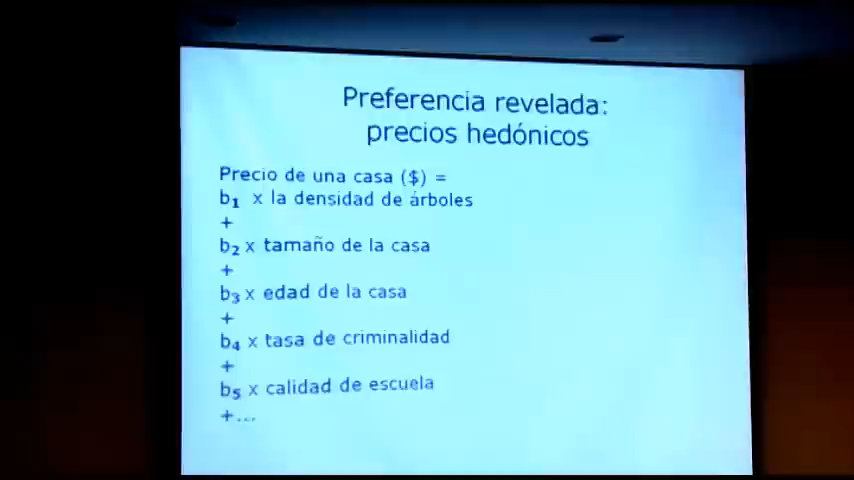 Preferencia revelada:
precios hedónicos
Precio de una casa ($) =
b1 x la densidad de árboles
+
b2 x tamaño de la casa
+
b3 x edad de la casa
+
b4 x tasa de criminalidad
+
b5 x calidad de escuela
+...